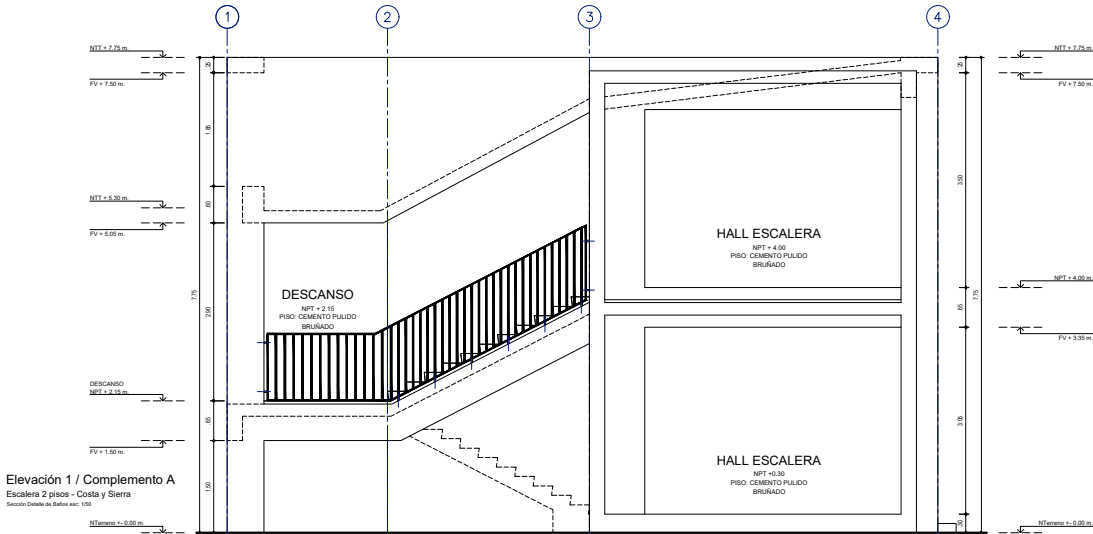 1
2
3
4
NTT + 7.75 m.
NTT + 7.75 m.
.25
.25
FV + 7.50 m.
FV + 7.50 m.
1.85
3.50
NTT + 5.30 m.
.60
FV + 5.05 m.
HALL ESCALERA
NPT + 4.00
PISO: CEMENTO PULIDO
BRUÑADO
NPT + 4.00 m.
7.75
2.90
DESCANSO
NPT + 2.15
PISO: CEMENTO PULIDO
BRUÑADO
.65
7.75
FV + 3.35 m.
DESCANSO
NPT + 2.15 m.
.65
3.05
FV + 1.50 m.
1.50
HALL ESCALERA
NPT +0.30
PISO: CEMENTO PULIDO
BRUÑADO
Elevación 1 / Complemento A
Escalera 2 pisos - Costa y Sierra
Sección Detalle de Baños esc: 1/50
NTerreno +- 0.00 m.
.30
NTerreno +- 0.00 m.